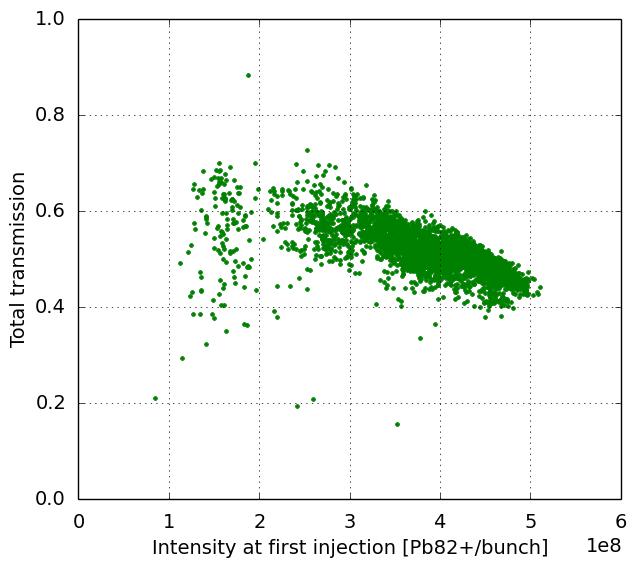 1.0
0.8
0.6
0.4
0.2
0.0
Total transmission
0 1 2 3 4 5 6
1e8
Intensity at first injection [Pb82+/bunch]